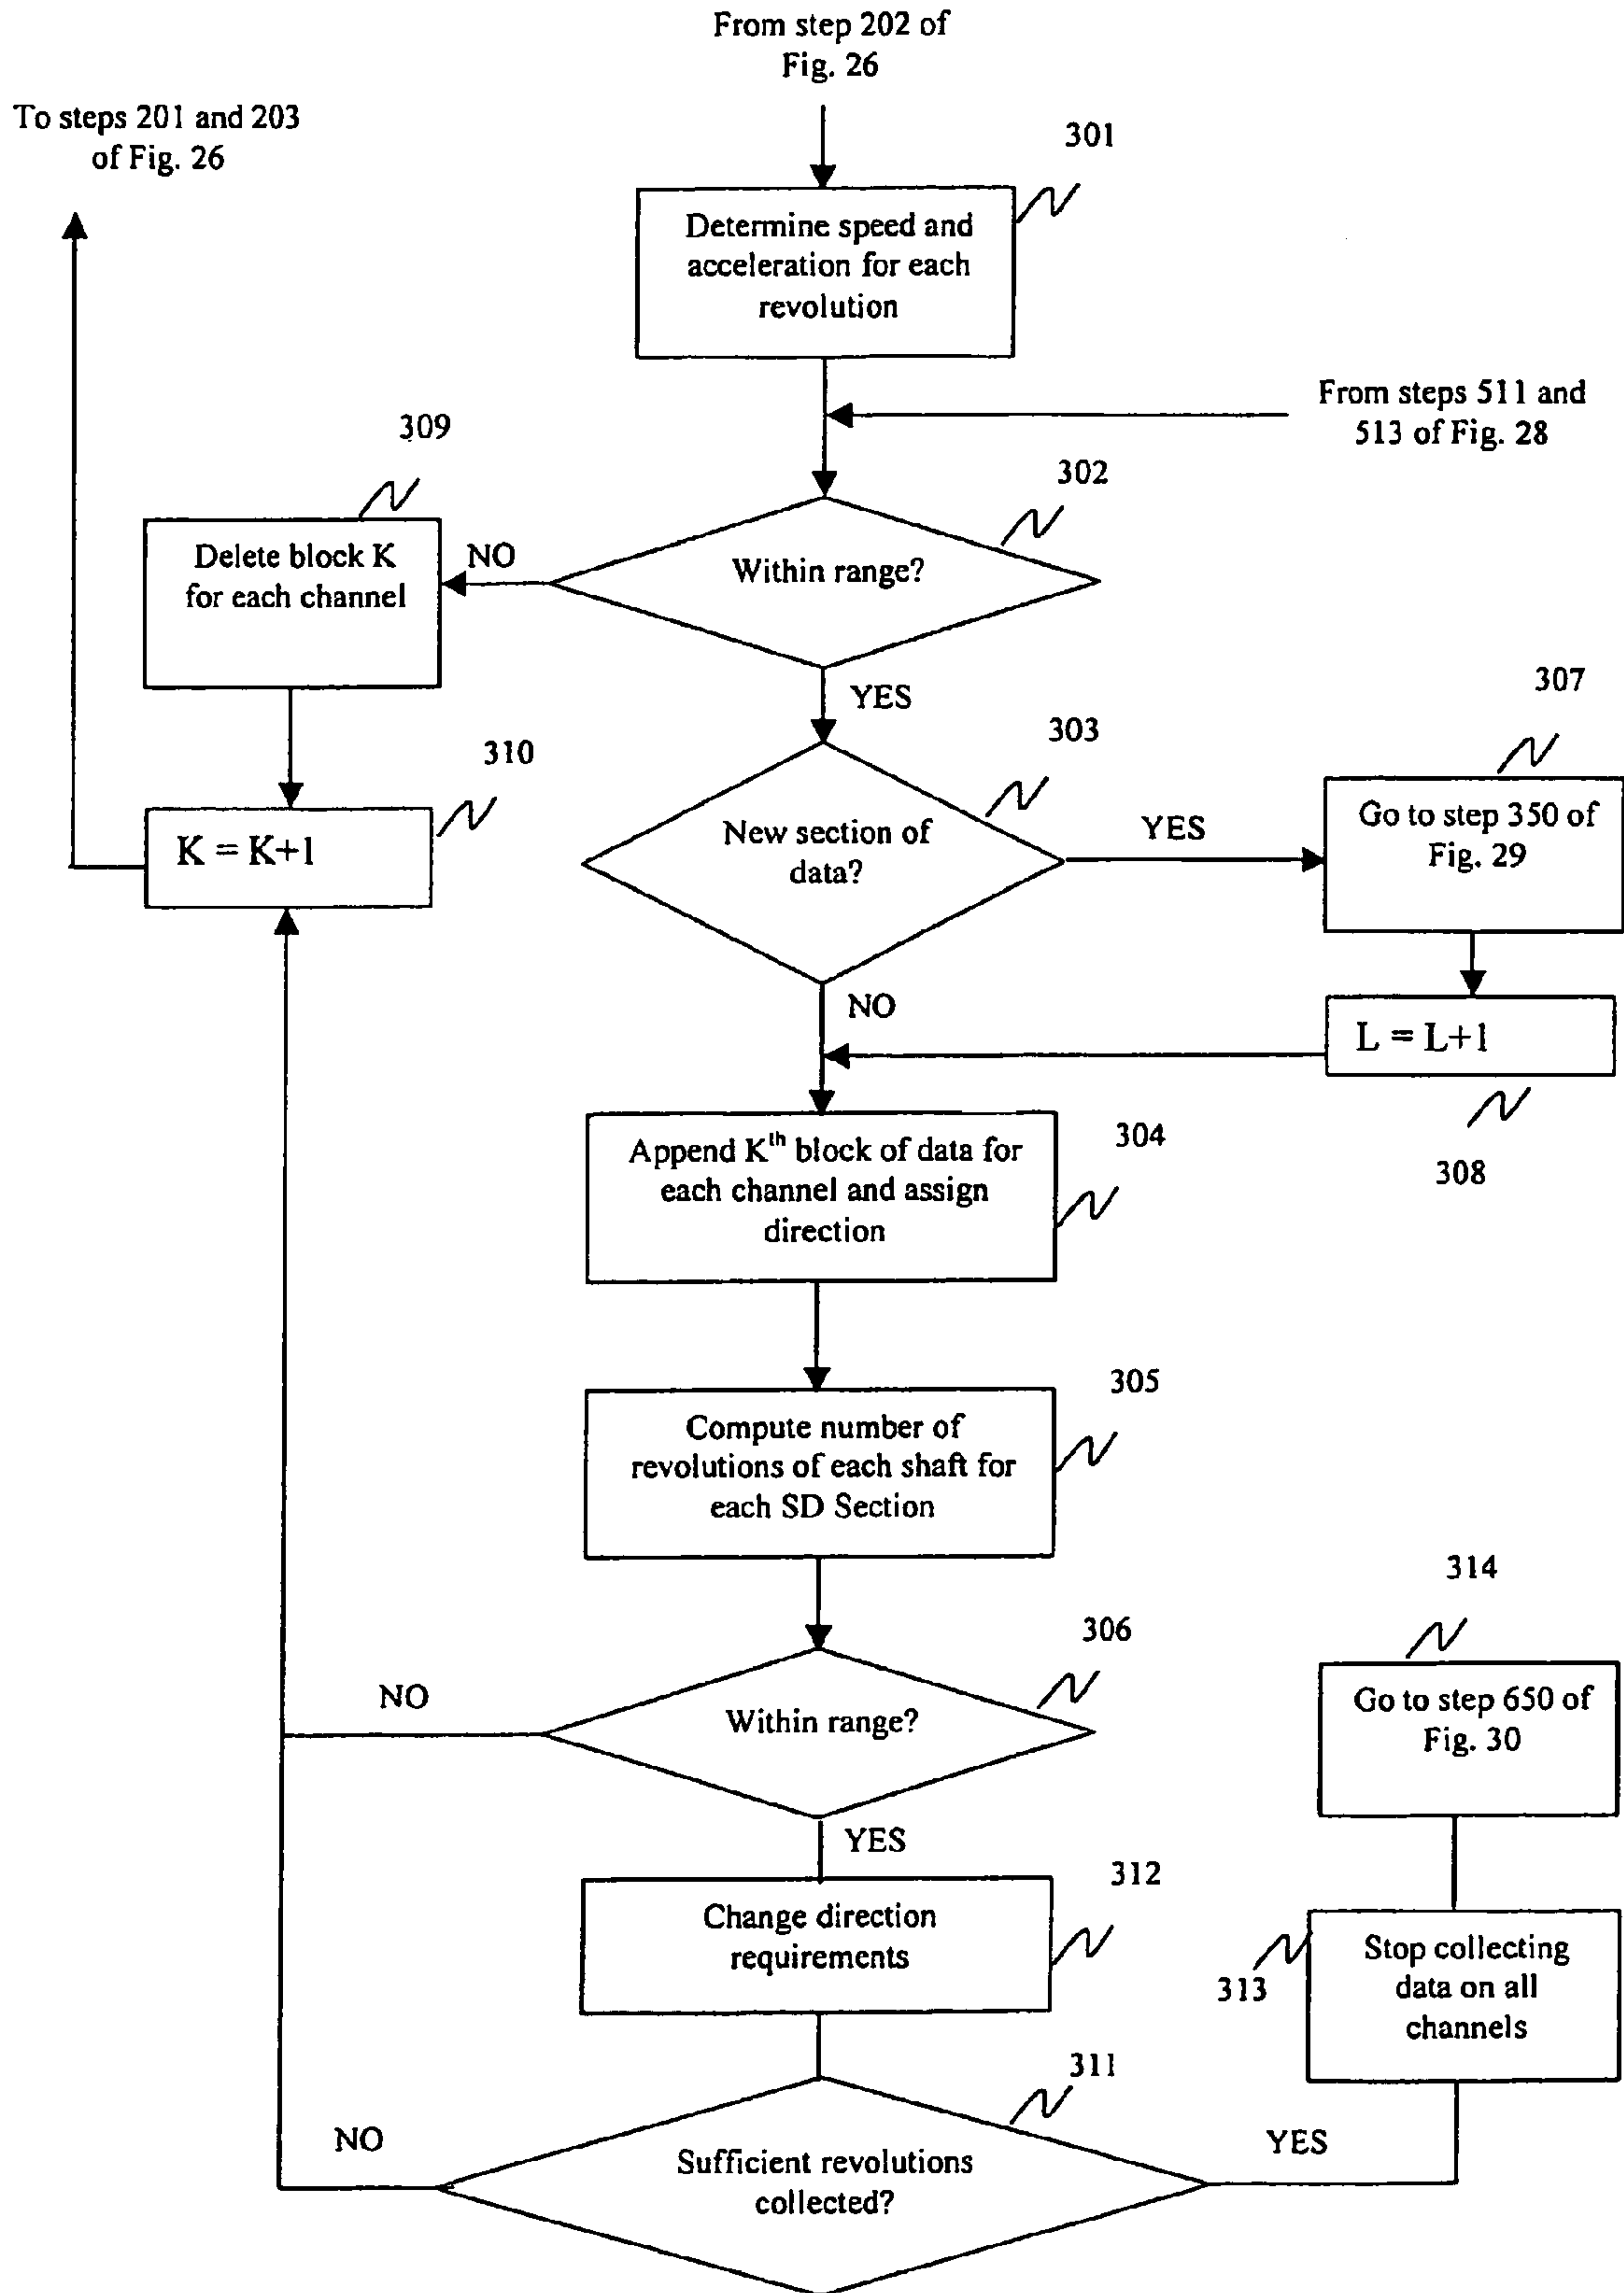 From step 202 of
Fig. 26
To steps 201 and 203
of Fig. 26
301
Determine speed and
acceleration for each
revolution
From steps 511 and
513 of Fig. 28
309
302
Delete block K
for each channel
NO
Within range?
YES
307
303
310
New section of
data?
YES
Go to step 350 of
Fig. 29
K = K+1
NO
L = L+1
308
304
Append Kth block of data for
each channel and assign
direction
305
Compute number of
revolutions of each shaft for
each SD Section
314
306
NO
Within range?
Go to step 650 of
Fig. 30
YES
312
Change direction
requirements
313
Stop collecting
data on all
channels
311
NO
Sufficient revolutions
collected?
YES